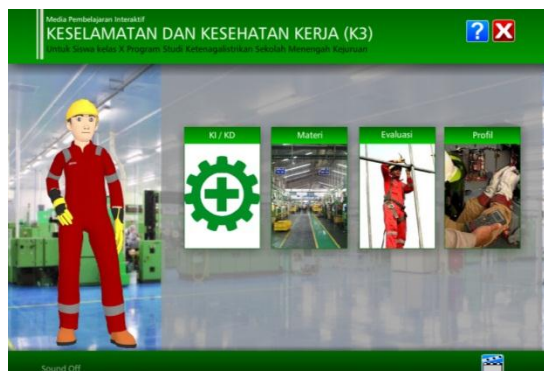 Media Pembelajaran Interaktif
KESELAMATAN DAN KESEHATAN KERJA (K3)
Untuk Siswa kelas X Program Studi Ketenagalistrikan Sekolah Menengah Kejuruan
?
X
KI / KD
Materi
Evaluasi
Profil
Sound Off